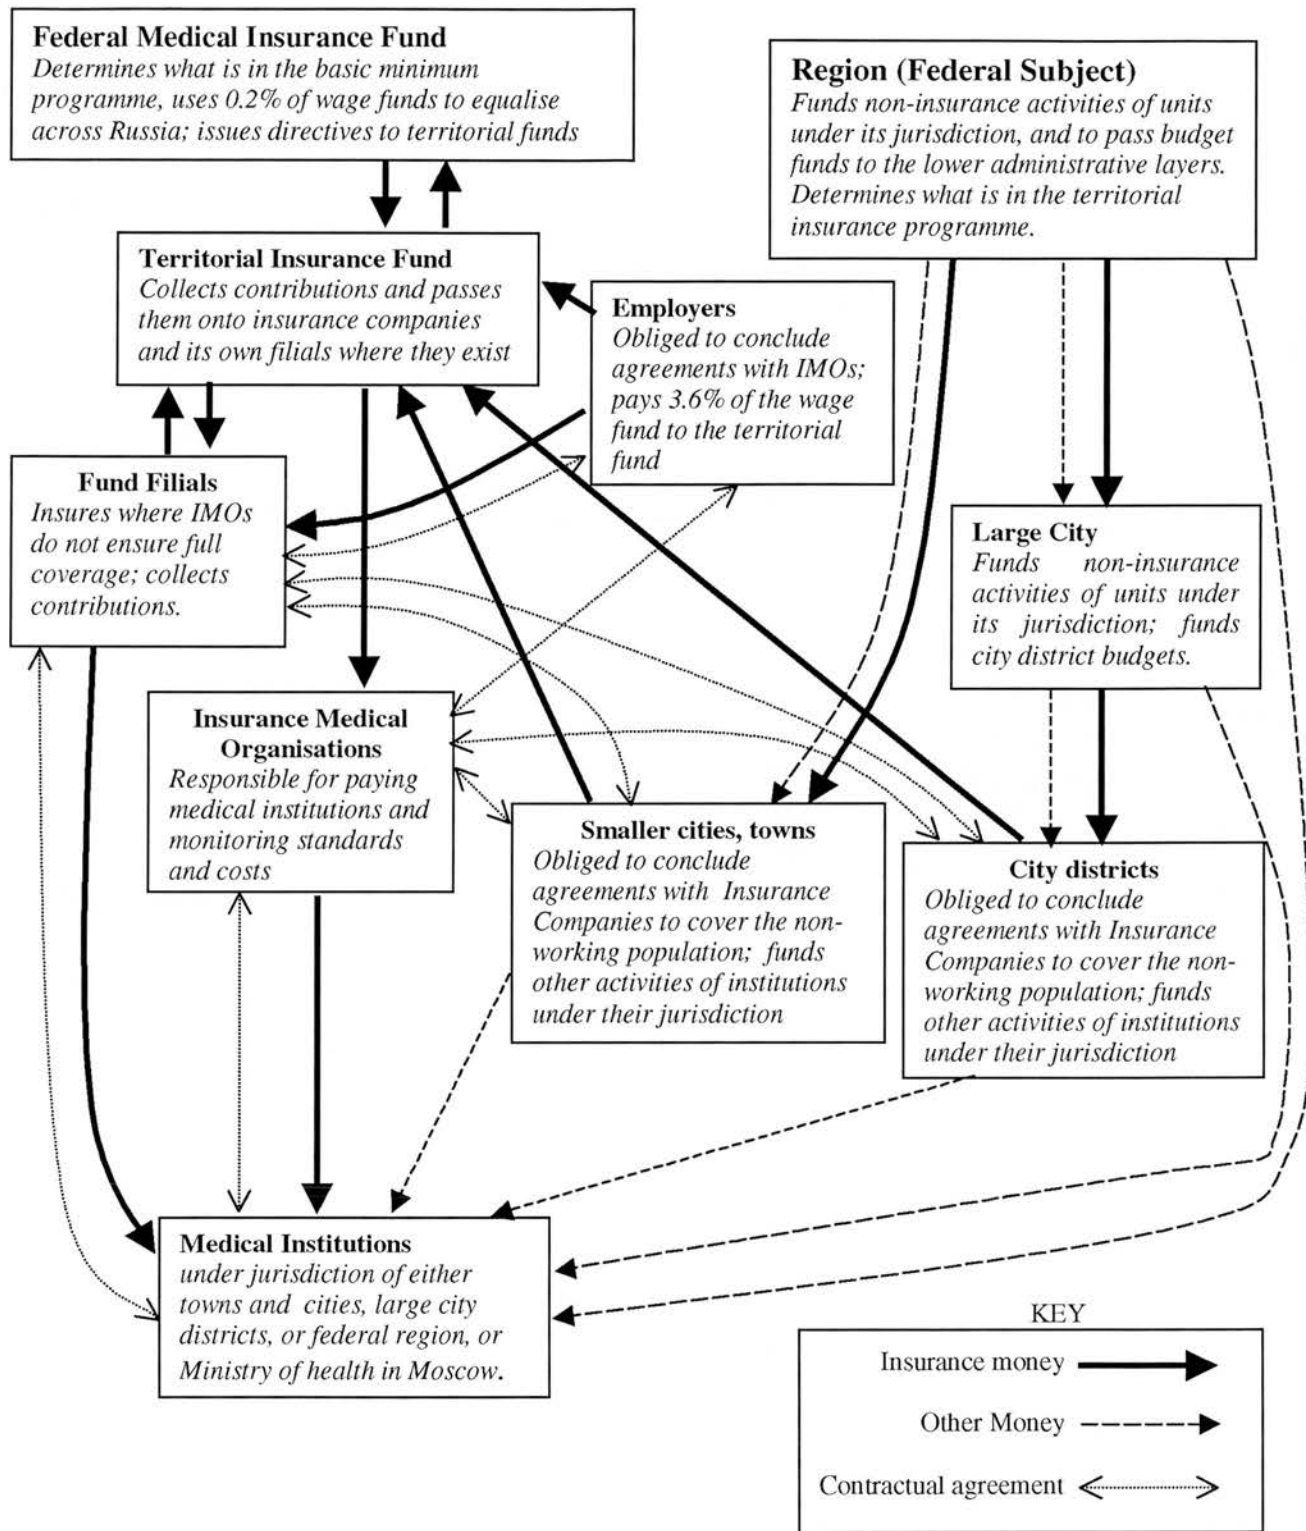 Federal Medical Insurance Fund
Determines what is in the basic minimum
programme, uses 0.2% of wage funds to equalise
across Russia; issues directives to territorial funds
Region (Federal Subject)
Funds non-insurance activities of units
under its jurisdiction, and to pass budget
funds to the lower administrative layers.
Determines what is in the territorial
insurance programme.
Territorial Insurance Fund
Collects contributions and passes
them onto insurance companies
and its own filials where they exist
Employers
Obliged to conclude
agreements with IMOs;
pays 3.6% of the wage
fund to the territorial
fund
Fund Filials
Insures where IMOs
do not ensure full
coverage; collects
contributions.
Large City
Funds non-insurance
activities of units under
its jurisdiction; funds
city district budgets.
Insurance Medical
Organisations
Responsible for paying
medical institutions and
monitoring standards
and costs
Smaller cities, towns
Obliged to conclude
agreements with Insurance
Companies to cover the non-
working population; funds
other activities of institutions
under their jurisdiction
City districts
Obliged to conclude
agreements with Insurance
Companies to cover the non-
working population; funds
other activities of institutions
under their jurisdiction
Medical Institutions
under jurisdiction of either
towns and cities, large city
districts, or federal region, or
Ministry of health in Moscow.
KEY
Insurance money
Other Money
Contractual agreement